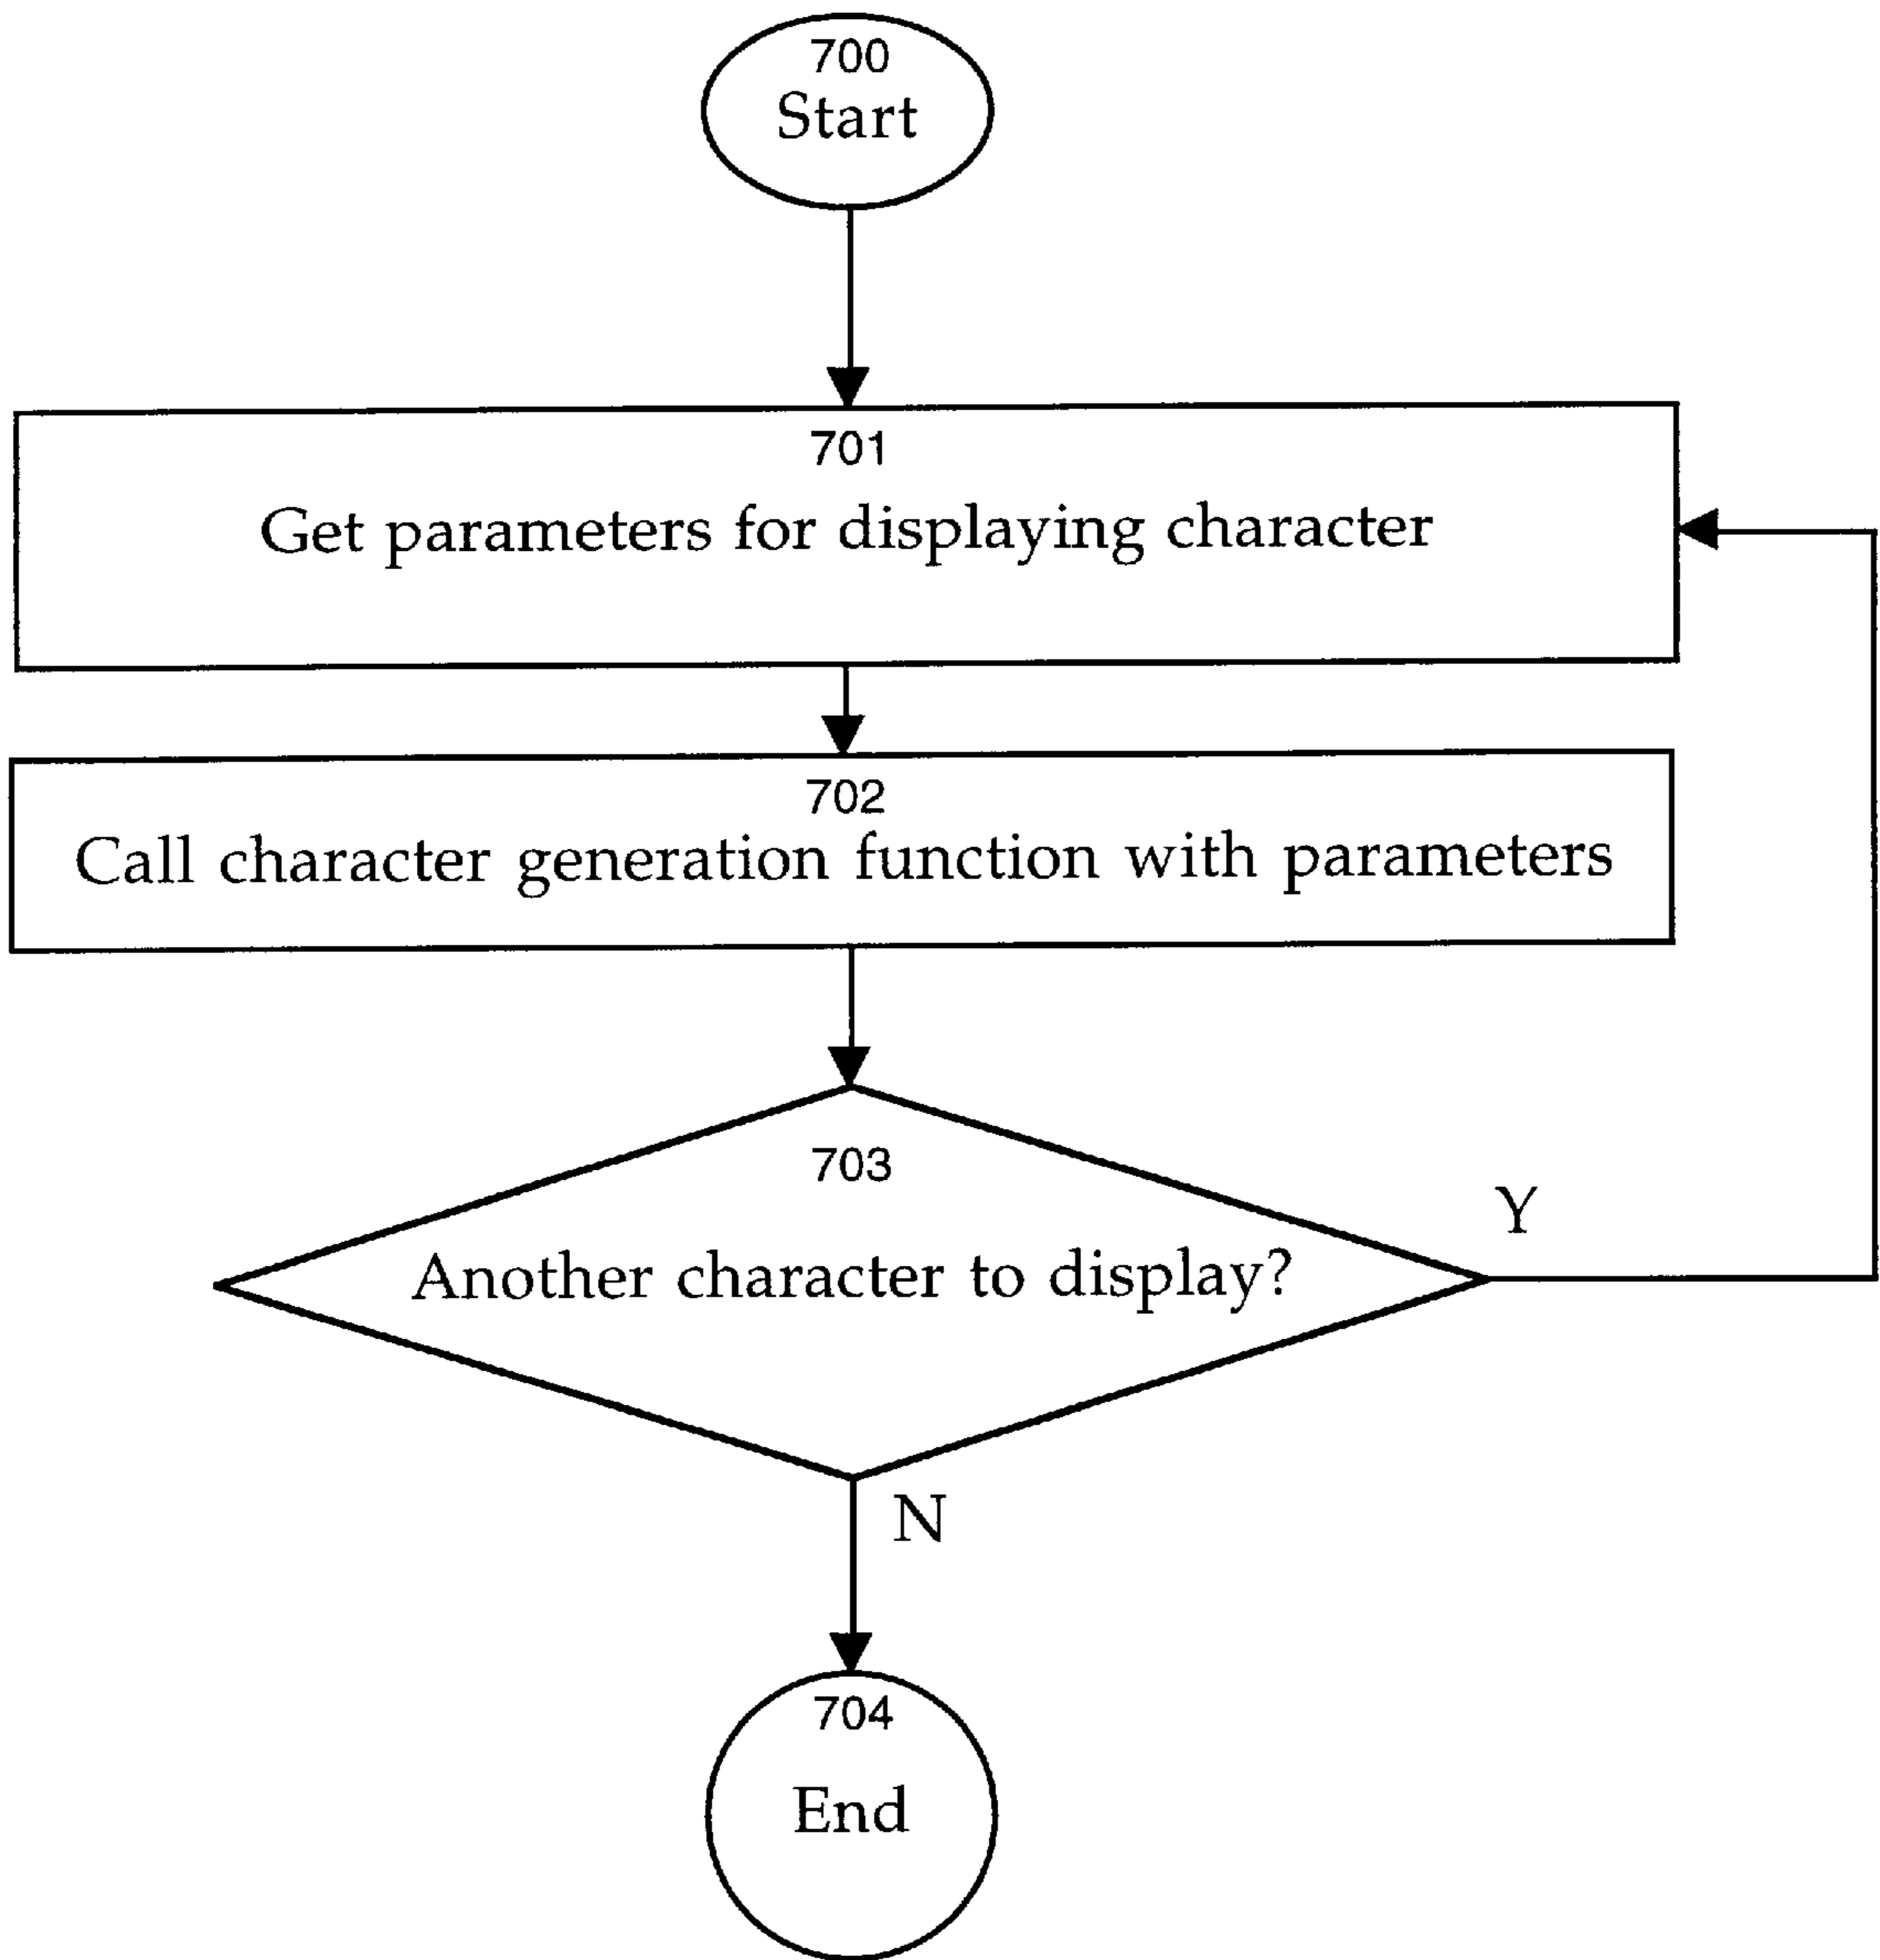 700
Start
701
Get parameters for displaying character
702
Call character generation function with parameters
703
Another character to display?
Y
N
704
End